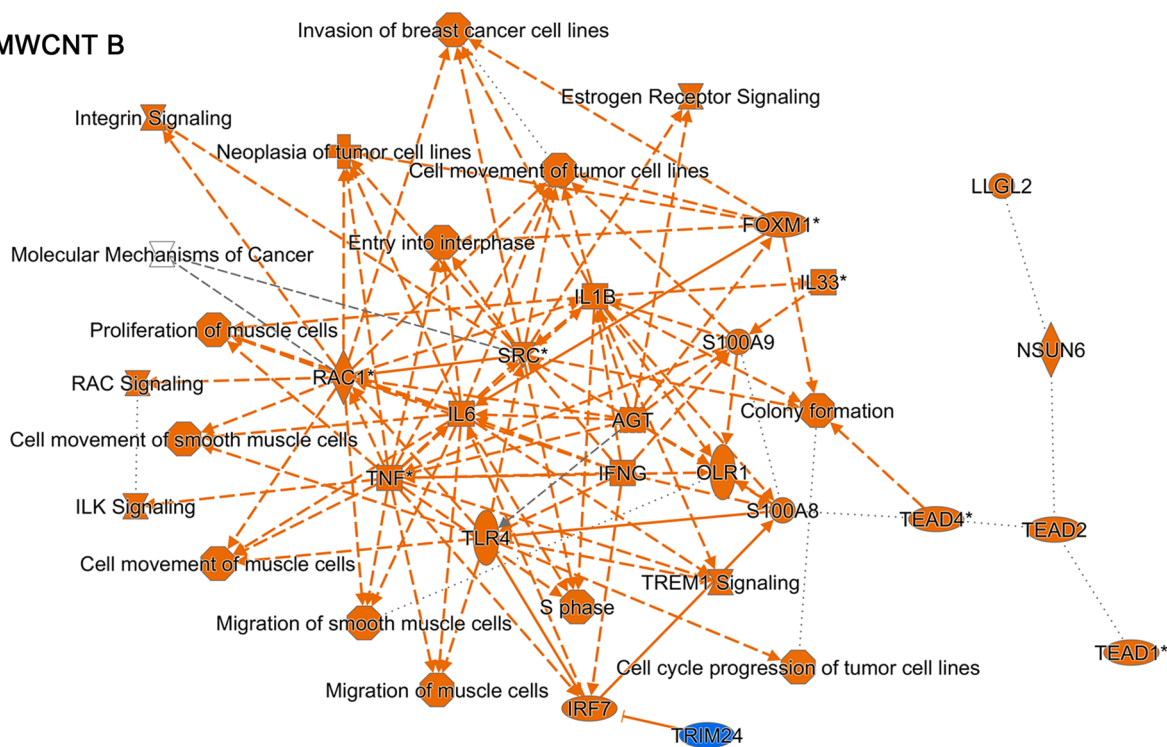 Invasion of breast cancer cell lines
MWCNT B
Estrogen Receptor Signaling
Integrin Signaling
Neoplasia of tumor cell lines
Cell movement of tumor cell lines
LLGL2
FOXM1*
Entry into interphase
Molecular Mechanisms of Cancer
IL33*
IL1B
Proliferation of muscle cells
S100A9
NSUN6
SRC*
RAC1*
RAC Signaling
Colony formation
IL6
AGT
Cell movement of smooth muscle cells
OLR1
IFNG
TNF*
ILK Signaling
S100A8
TEAD4*
TEAD2
TLR4
Cell movement of muscle cells
TREM1 Signaling
S phase
Migration of smooth muscle cells
TEAD1*
Cell cycle progression of tumor cell lines
Migration of muscle cells
IRF7
TRIM24